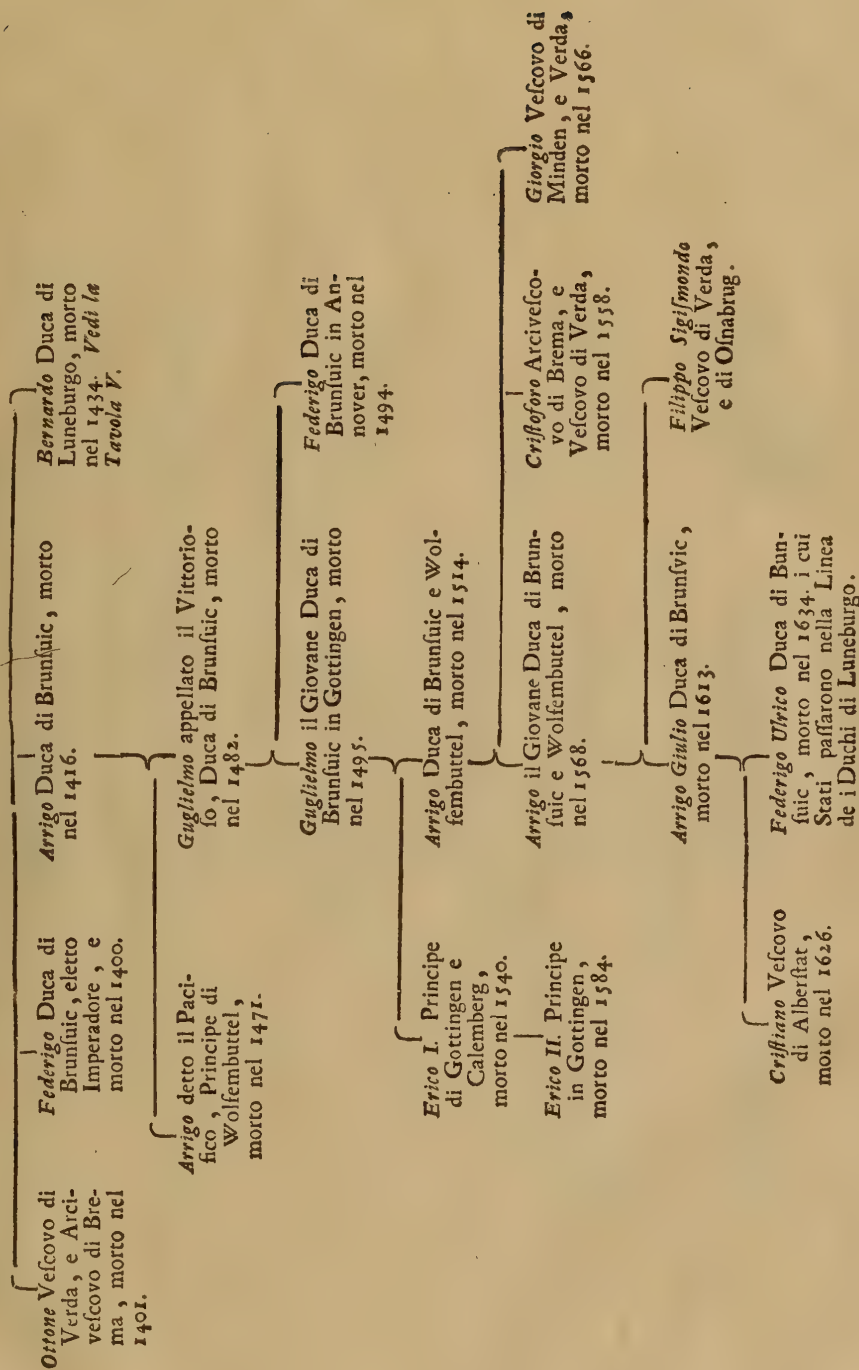 Ottone Veſcovo di
Verda, e Arci-
veſcovo di Bre-
ma, morto nel
1401.
Federigo Duca di
Brunſuic, eletto
Imperadore, e
morto nel 1400.
Arrigo Duca di Brunſuic, morto
nel 1416.
Bernardo Duca di
Luneburgo, morto
nel 1434. Vedi la
Tavola V.
Arrigo detto il Paci-
fico, Principe di
Wolfembuttel,
morto nel 1471.
Guglielmo appellato il Vittorio-
ſo, Duca di Brunſuic, morto
nel 1482.
Guglielmo il Giovane Duca di
Brunſuic in Gottingen, morto
nel 1495.
Federigo Duca di
Brunſuic in An-
nover, morto nel
1494.
Erico I. Principe
di Gottingen e
Calemberg,
morto nel 1540.
Arrigo Duca di Brunſuic e Wol-
fembuttel, morto nel 1514.
Erico II. Principe
in Gottingen,
morto nel 1584.
Arrigo il Giovane Duca di Brun-
ſuic e Wolfembuttel, morto
nel 1568.
Criſtoforo Arciveſco-
vo di Brema, e
Veſcovo di Verda,
morto nel 1558.
Giorgio Veſcovo di
Minden, e Verda,
morto nel 1566.
Arrigo Giulio Duca di Brunſvic,
morto nel 1613.
Filippo Sigiſmondo
Veſcovo di Verda,
e di Oſnabrug.
Criſtiano Veſcovo
di Alberſtat,
morto nel 1626.
Federigo Ulrico Duca di Bun-
ſuic, morto nel 1634. i cui
Stati paſſarono nella Linea
de i Duchi di Luneburgo.